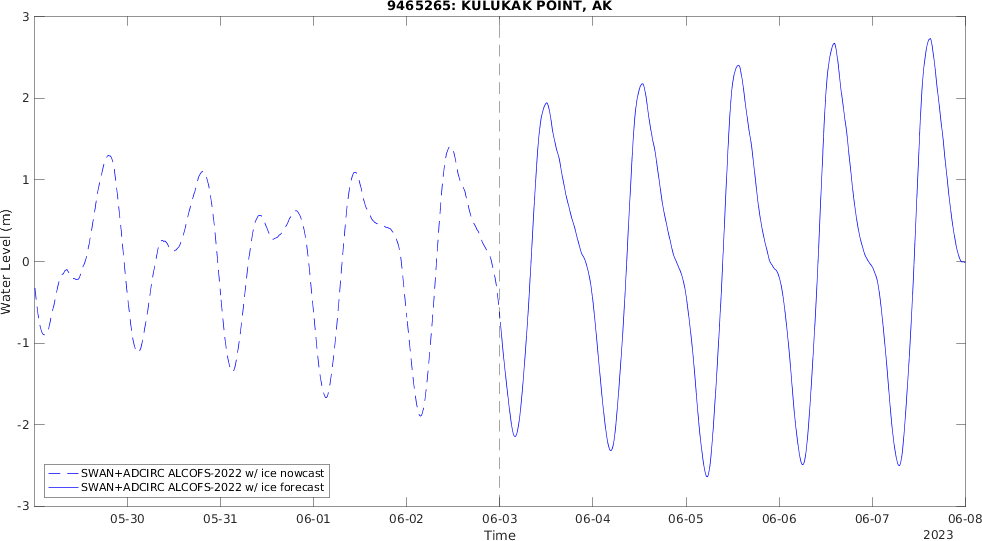 9465265: KULUKAK POINT, AK
3
2
1
0
-1
-2
-3
Water Level (m)
SWAN+ADCIRC ALCOFS-2022 w/ ice nowcast
SWAN+ADCIRC ALCOFS-2022 w/ ice forecast
05-30 05-31 06-01 06-02 06-03 06-04 06-05 06-06 06-07 06-08
Time
2023